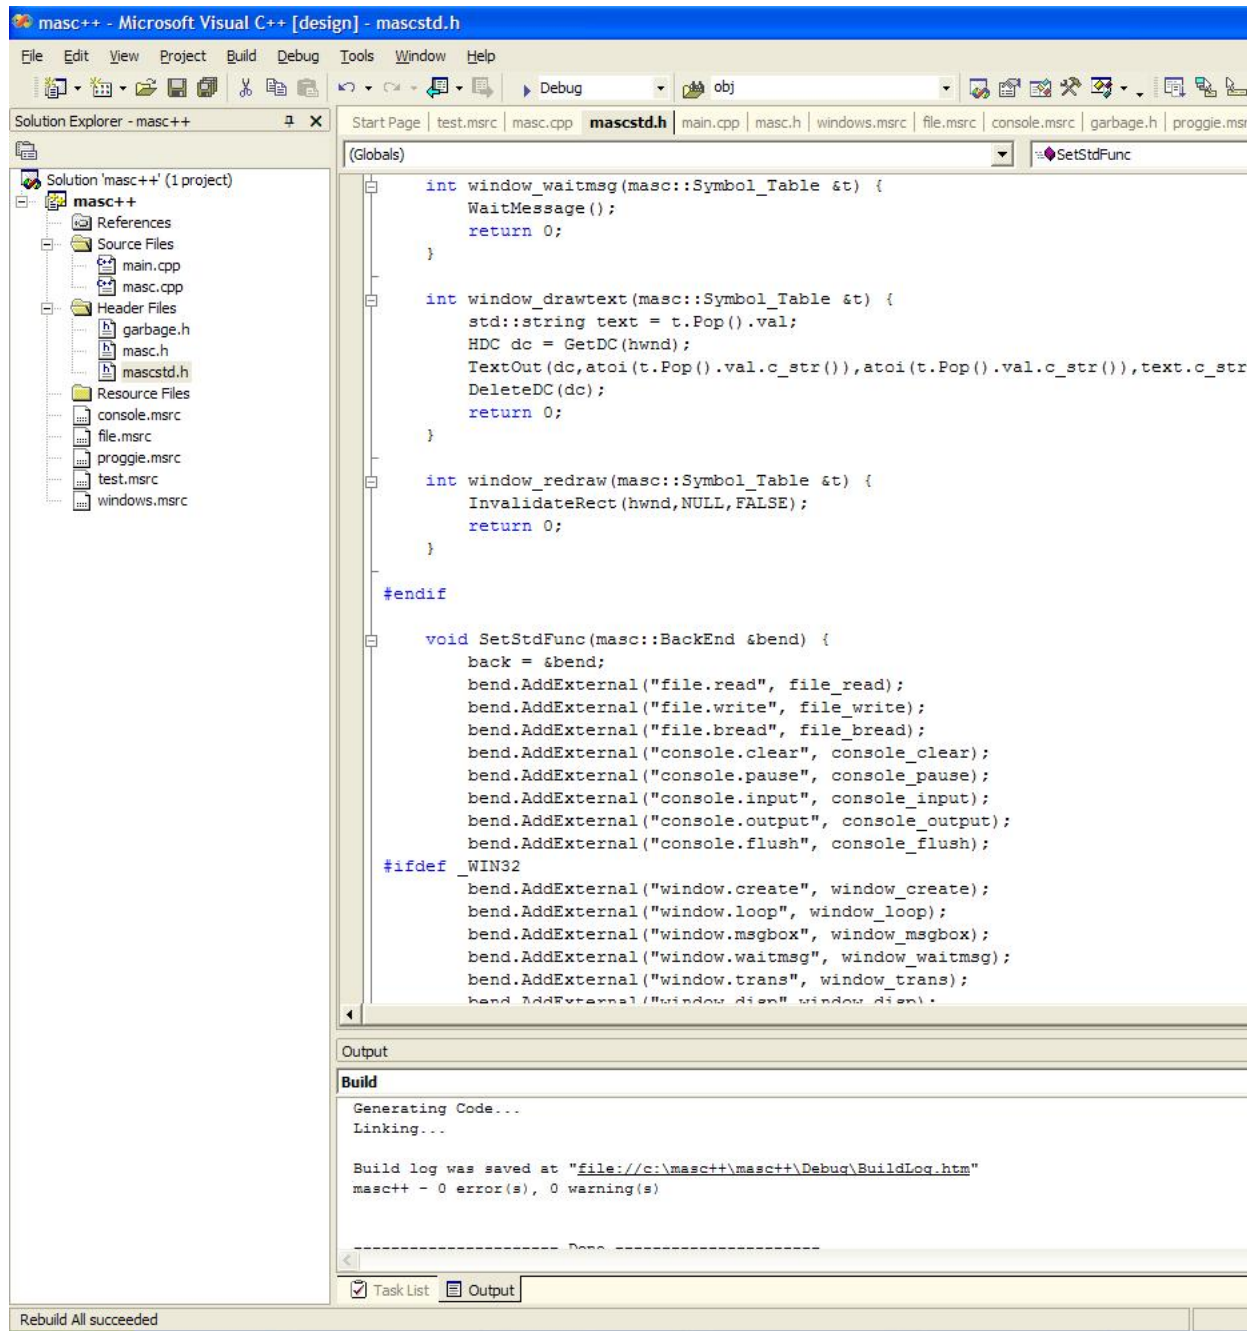 masc++ - Microsoft Visual C++ [design] - mascstd.h
File Edit View Project Build Debug Tools Window Help
Debug obj
Solution Explorer - masc++
Start Page test.msrc masc.cpp mascstd.h main.cpp masc.h windows.msrc file.msrc console.msrc garbage.h proggie.msr
(Globals) SetStdFunc
Solution 'masc++' (1 project)
masc++
References
Source Files
main.cpp
masc.cpp
Header Files
garbage.h
masc.h
mascstd.h
Resource Files
console.msrc
file.msrc
proggie.msrc
test.msrc
windows.msrc
int window_waitmsg(masc::Symbol_Table &t) {
WaitMessage();
return 0;
}
int window_drawtext(masc::Symbol_Table &t) {
std::string text = t.Pop().val;
HDC dc = GetDC(hwnd);
TextOut(dc,atoi(t.Pop().val.c_str()),atoi(t.Pop().val.c_str()),text.c_str
DeleteDC(dc);
return 0;
}
int window_redraw(masc::Symbol_Table &t) {
InvalidateRect(hwnd,NULL,FALSE);
return 0;
}
#endif
void SetStdFunc(masc::BackEnd &bend) {
back = &bend;
bend.AddExternal("file.read", file_read);
bend.AddExternal("file.write", file_write);
bend.AddExternal("file.bread", file_bread);
bend.AddExternal("console.clear", console_clear);
bend.AddExternal("console.pause", console_pause);
bend.AddExternal("console.input", console_input);
bend.AddExternal("console.output", console_output);
bend.AddExternal("console.flush", console_flush);
#ifdef _WIN32
bend.AddExternal("window.create", window_create);
bend.AddExternal("window.loop", window_loop);
bend.AddExternal("window.msgbox", window_msgbox);
bend.AddExternal("window.waitmsg", window_waitmsg);
bend.AddExternal("window.trans", window_trans);
bend.AddExternal("window.disp",window_disp);
Output
Build
Generating Code...
Linking...
Build log was saved at "file://c:\masc++\masc++\Debug\BuildLog.htm"
masc++ - 0 error(s), 0 warning(s)
---------------------- Done ----------------------
Task List Output
Rebuild All succeeded